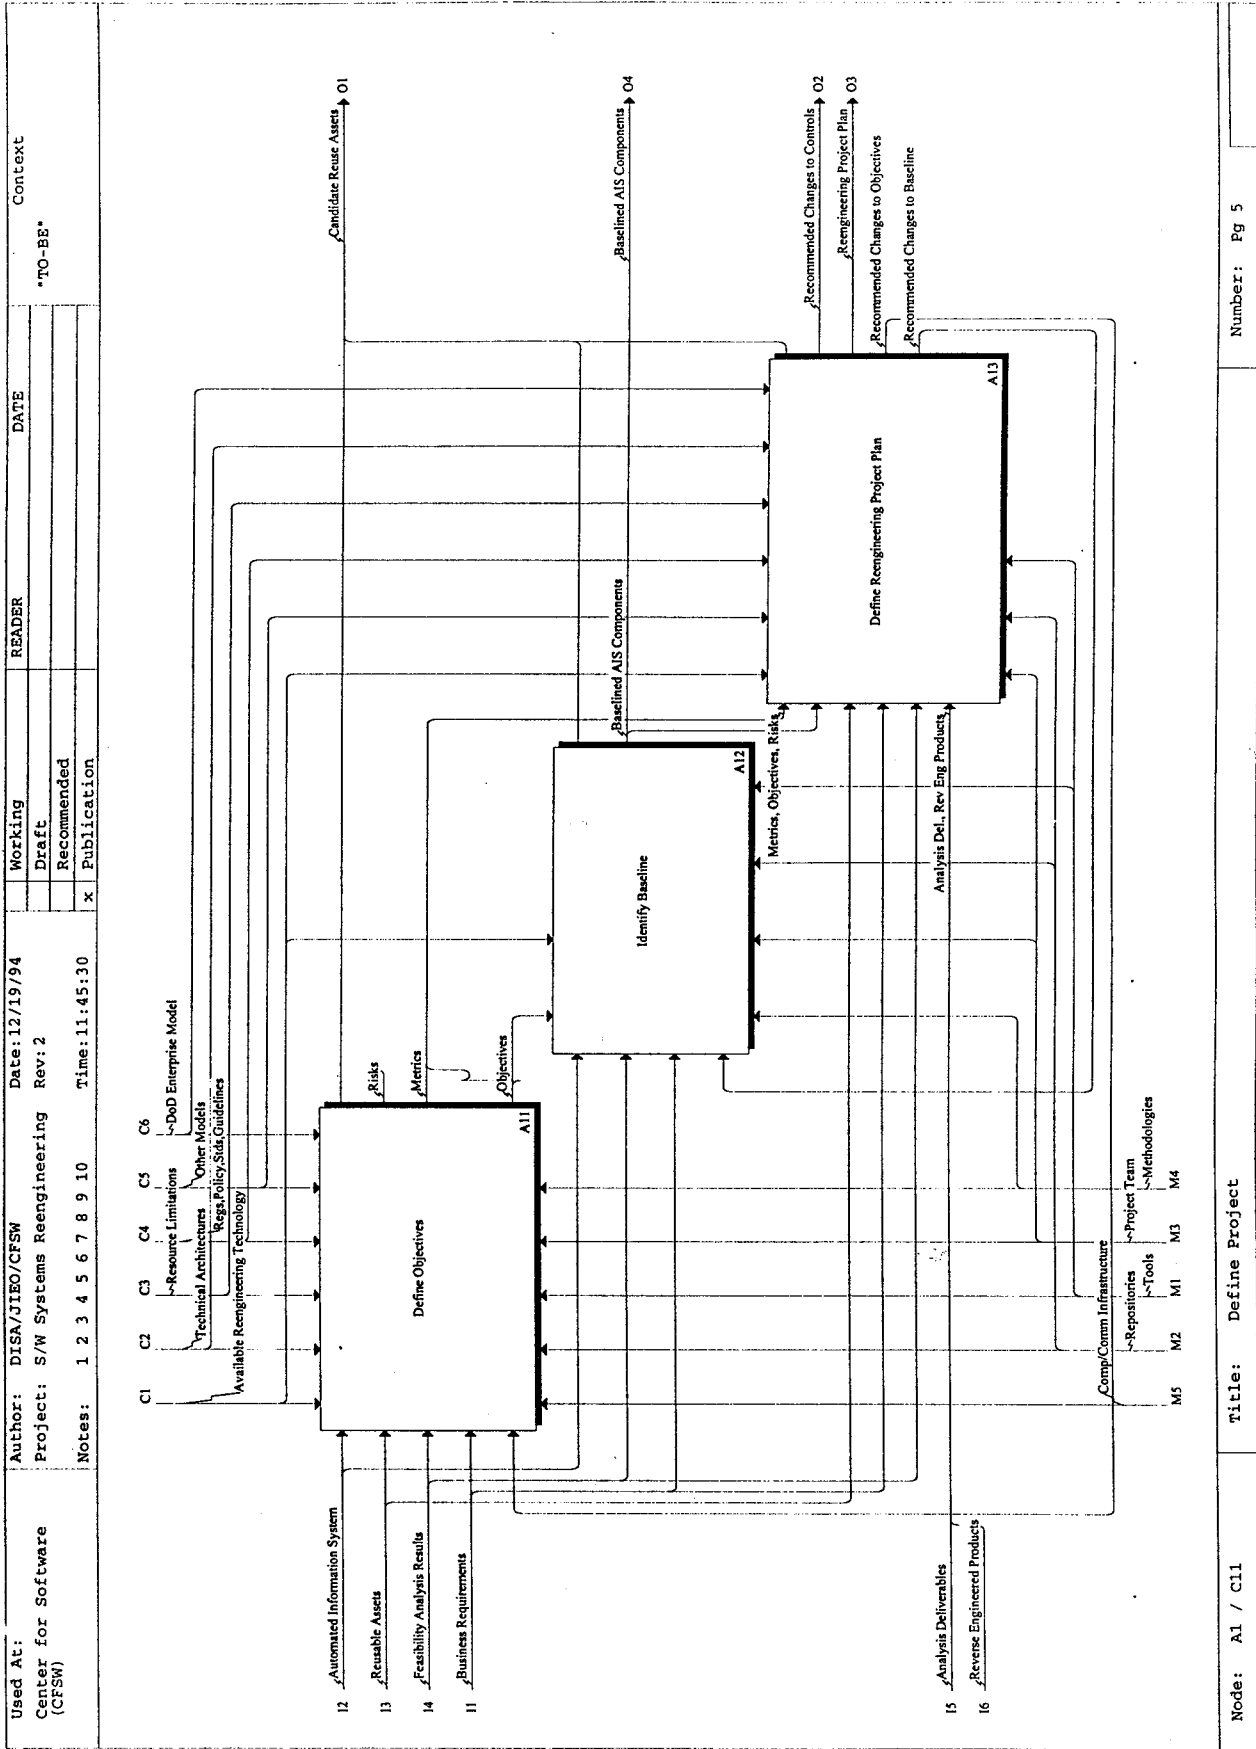 Used At:
Center for Software
(CFSW)
Author: DISA/JIEO/CFSW
Date:12/19/94
Project: S/W Systems Reengineering
Rev:2
Notes: 1 2 3 4 5 6 7 8 9 10
Time:11:45:30
Working
Draft
Recommended
x Publication
READER
DATE
Context
"TO-BE"
C1
C2
C3
C4
C5
C6
DoD Enterprise Model
Resource Limitations
Other Models
Technical Architectures
Regs,Policy,Stds,Guidelines
Available Reengineering Technology
I2
Automated Information System
I3
Reusable Assets
I4
Feasibility Analysis Results
I1
Business Requirements
Define Objectives
A11
Risks
Metrics
Objectives
Candidate Reuse Assets
O1
Identify Baseline
A12
Baselined AIS Components
Baselined AIS Components
O4
Metrics, Objectives, Risks
Define Reengineering Project Plan
A13
Recommended Changes to Controls
O2
Reengineering Project Plan
O3
Recommended Changes to Objectives
Recommended Changes to Baseline
Analysis Del., Rev Eng Products
I5
Analysis Deliverables
I6
Reverse Engineered Products
Comp/Comm Infrastructure
Repositories
Project Team
Tools
Methodologies
M5
M2
M1
M3
M4
Node: A1 / C11
Title: Define Project
Number: Pg 5